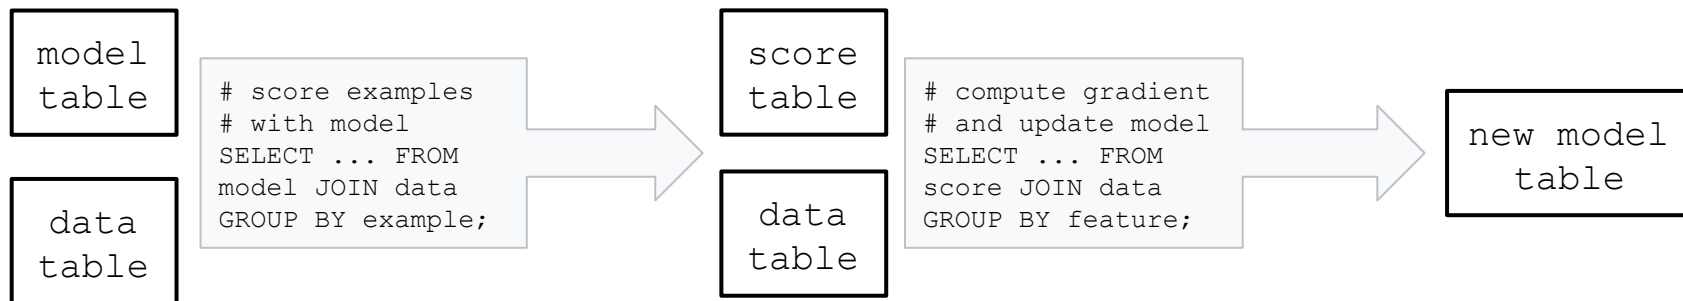 model
table
data
table
# score examples
# with model
SELECT ... FROM
model JOIN data
GROUP BY example;
score
table
data
table
# compute gradient
# and update model
SELECT ... FROM
score JOIN data
GROUP BY feature;
new model
table